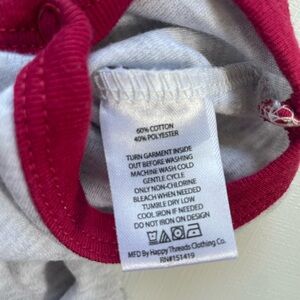 60% COTTON
40% POLYESTER
TURN GARMENT INSIDE
OUT BEFORE WASHING
MACHINE WASH COLD
GENTLE CYCLE
ONLY NON-CHLORINE
BLEACH WHEN NEEDED
TUMBLE DRY LOW
COOL IRON IF NEEDED
DO NOT IRON ON DESIGN
MFG By Happy Threads Clothing Co.
RN#151419